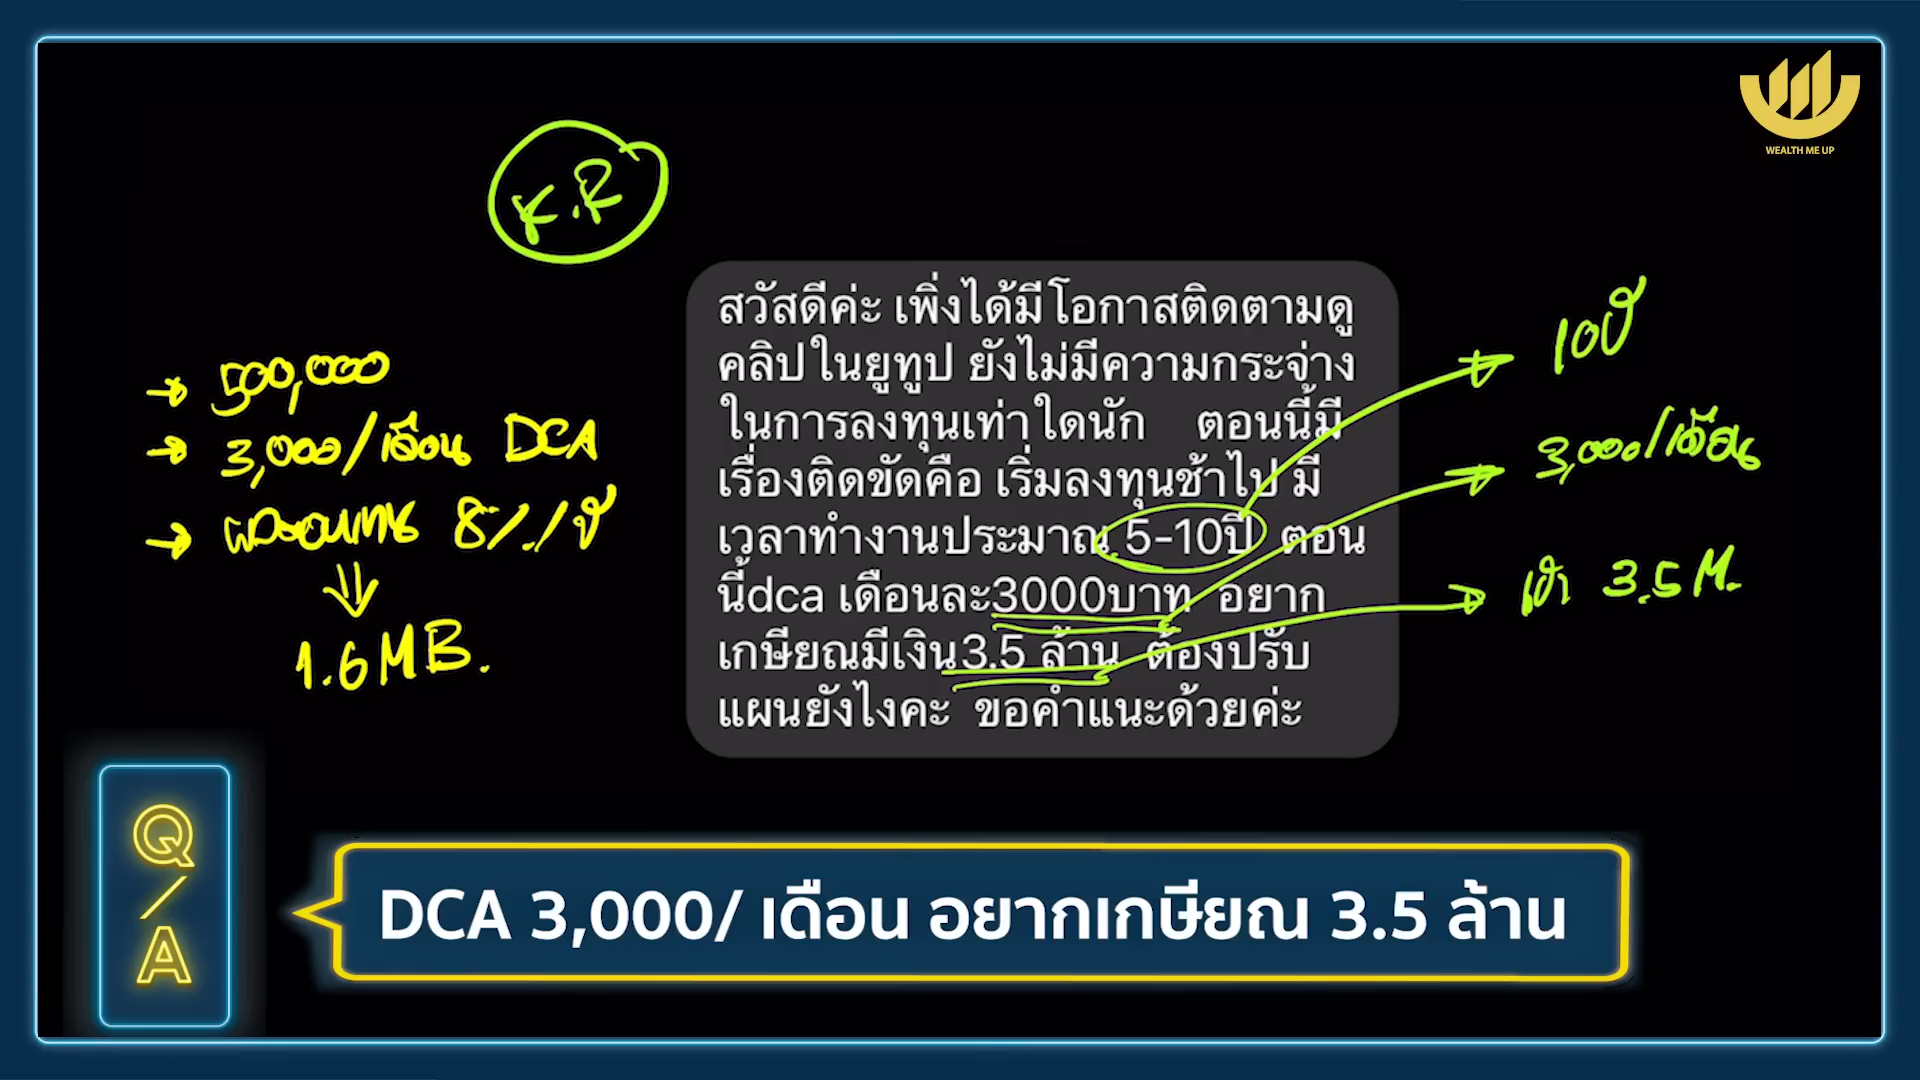 WEALTH ME UP
K.R
→ 500,000
→ 3,000/เดือน DCA
→ ผลตอบแทน 8%/ปี
1.6 MB.
สวัสดีค่ะ เพิ่งได้มีโอกาสติดตามดู
คลิปในยูทูป ยังไม่มีความกระจ่าง
ในการลงทุนเท่าใดนัก ตอนนี้มี
เรื่องติดขัดคือ เริ่มลงทุนช้าไป มี
เวลาทำงานประมาณ 5-10ปี ตอน
นี้dca เดือนละ3000บาท อยาก
เกษียณมีเงิน3.5 ล้าน ต้องปรับ
แผนยังไงคะ ขอคำแนะด้วยค่ะ
10ปี
3,000/เดือน
เป้า 3.5 M.
Q/A
DCA 3,000/ เดือน อยากเกษียณ 3.5 ล้าน